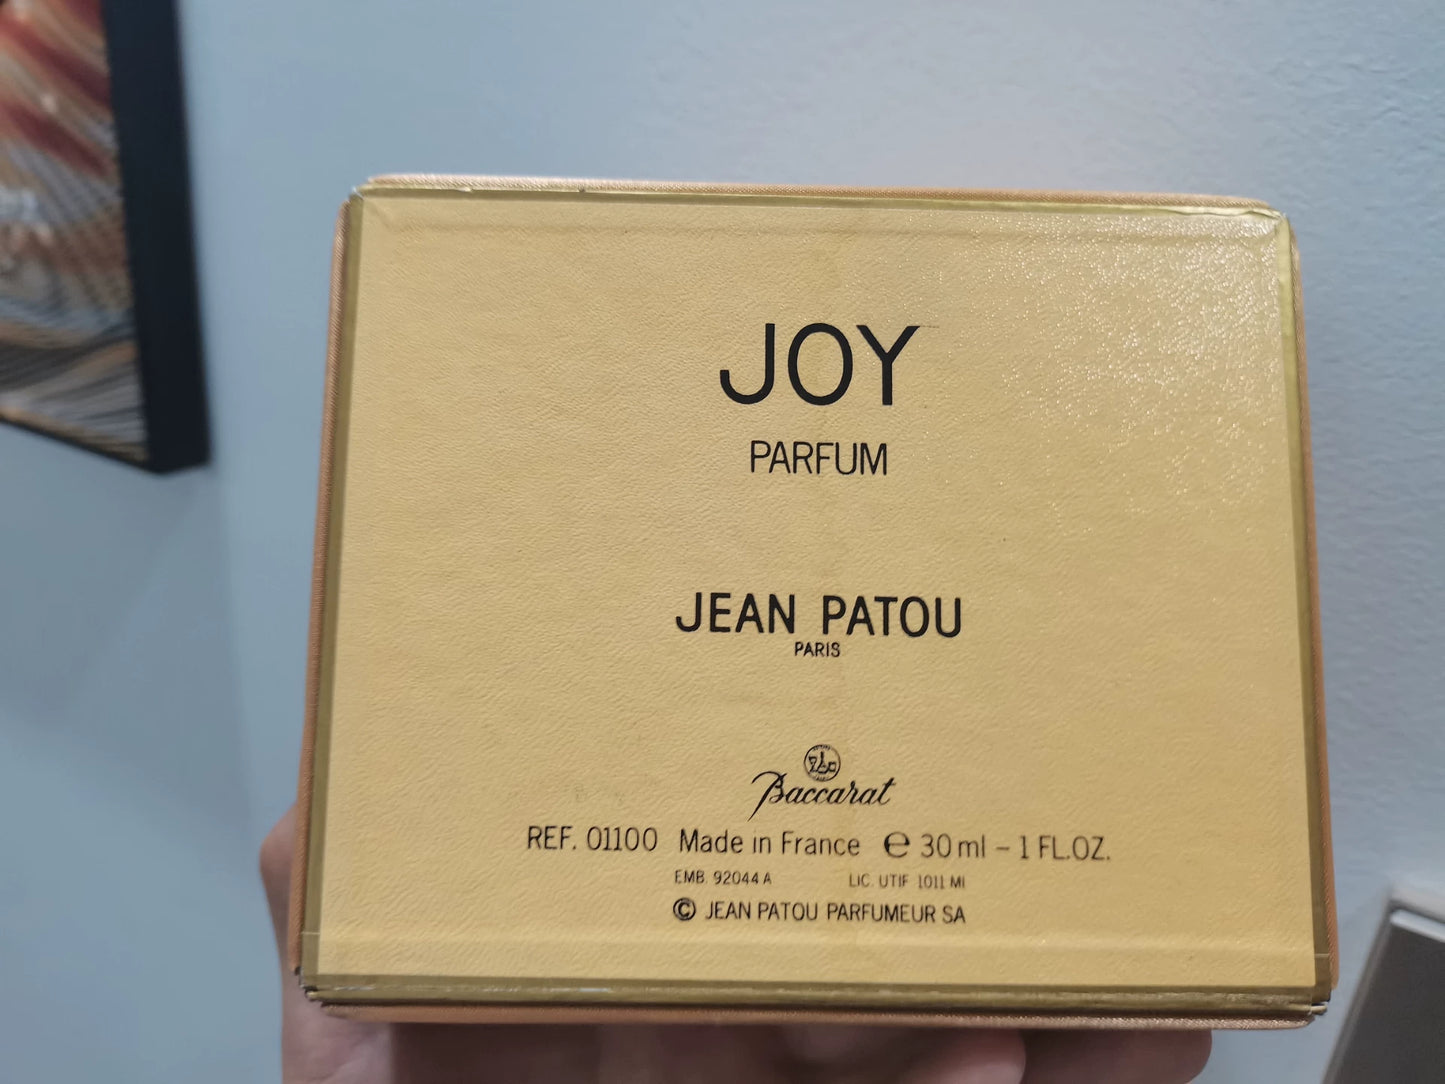 JOY
PARFUM
JEAN PATOU
PARIS
Baccarat
REF. 01100 Made in France ℮ 30 ml – 1 FL.OZ.
EMB. 92044 A LIC. UTIF 1011 MI
© JEAN PATOU PARFUMEUR SA